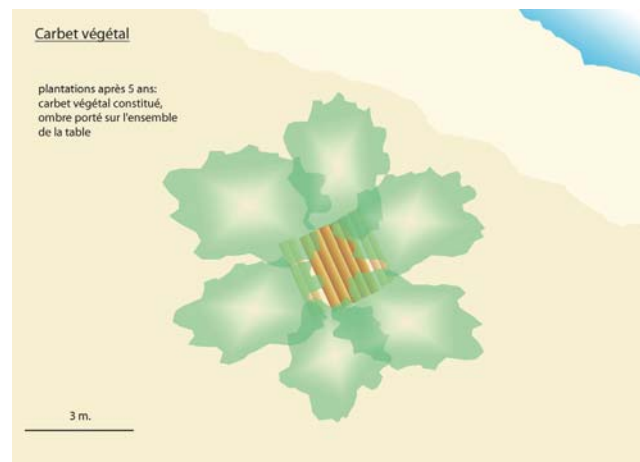 Carbet végétal
plantations après 5 ans:
carbet végétal constitué,
ombre porté sur l'ensemble
de la table
3 m.